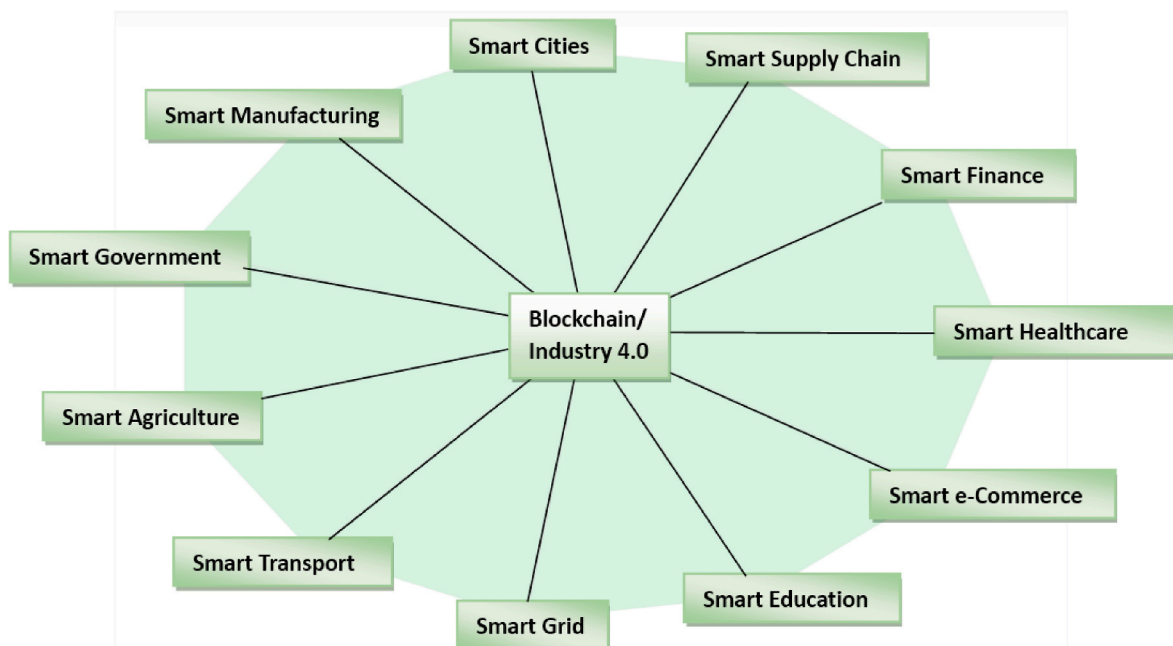 Smart Cities
Smart Supply Chain
Smart Manufacturing
Smart Finance
Smart Government
Blockchain/
Industry 4.0
Smart Healthcare
Smart Agriculture
Smart e-Commerce
Smart Transport
Smart Education
Smart Grid